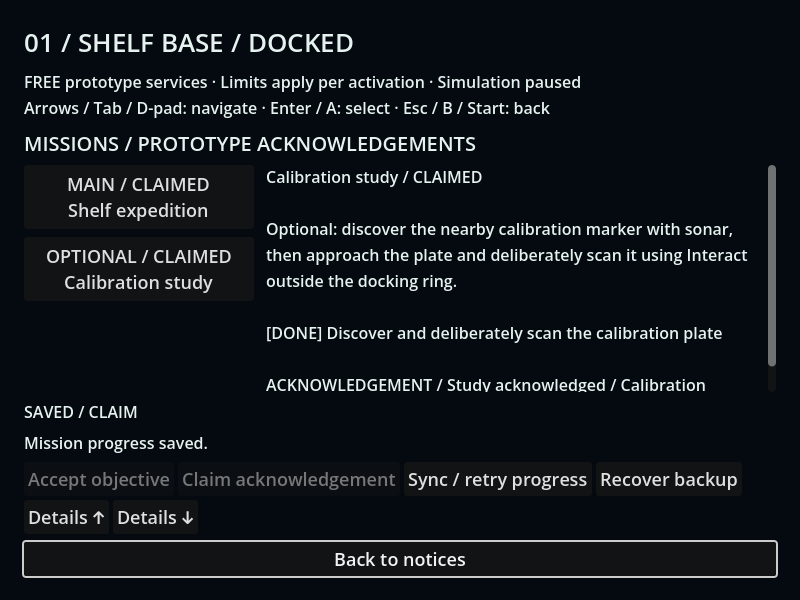 01 / SHELF BASE / DOCKED
FREE prototype services · Limits apply per activation · Simulation paused
Arrows / Tab / D-pad: navigate · Enter / A: select · Esc / B / Start: back
MISSIONS / PROTOTYPE ACKNOWLEDGEMENTS
MAIN / CLAIMED
Shelf expedition
OPTIONAL / CLAIMED
Calibration study
Calibration study / CLAIMED
Optional: discover the nearby calibration marker with sonar,
then approach the plate and deliberately scan it using Interact
outside the docking ring.
[DONE] Discover and deliberately scan the calibration plate
ACKNOWLEDGEMENT / Study acknowledged / Calibration
SAVED / CLAIM
Mission progress saved.
Accept objective Claim acknowledgement Sync / retry progress Recover backup
Details ↑ Details ↓
Back to notices